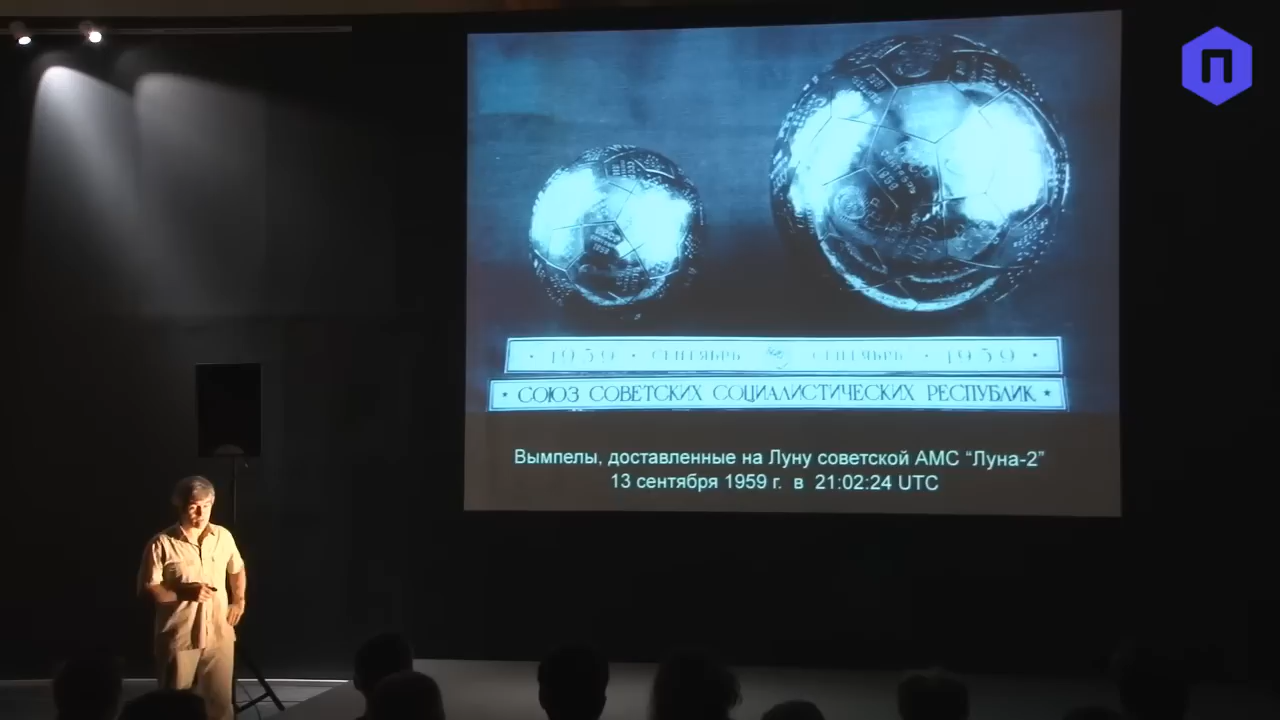 П
· 1959 · СЕНТЯБРЬ СЕНТЯБРЬ · 1959 ·
* СОЮЗ СОВЕТСКИХ СОЦИАЛИСТИЧЕСКИХ РЕСПУБЛИК *
Вымпелы, доставленные на Луну советской АМС “Луна-2”
13 сентября 1959 г. в 21:02:24 UTC